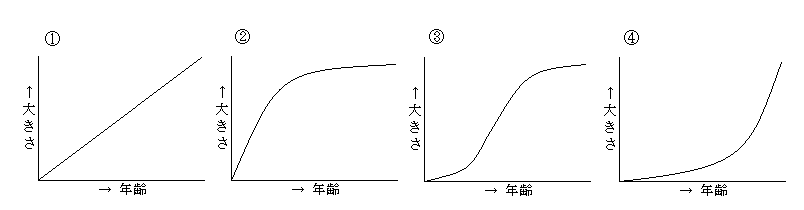 ①
↑大きさ
→ 年齢
②
↑大きさ
→ 年齢
③
↑大きさ
→ 年齢
④
↑大きさ
→ 年齢